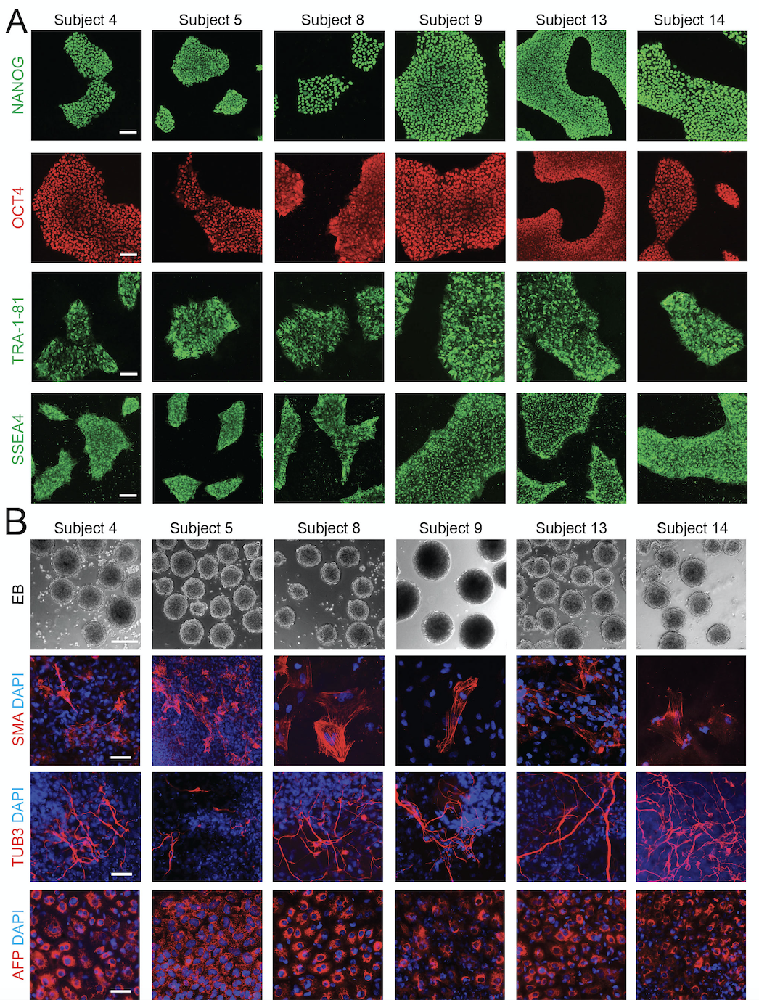 A
Subject 4 Subject 5 Subject 8 Subject 9 Subject 13 Subject 14
NANOG
OCT4
TRA-1-81
SSEA4
B
Subject 4 Subject 5 Subject 8 Subject 9 Subject 13 Subject 14
EB
SMA DAPI
TUB3 DAPI
AFP DAPI